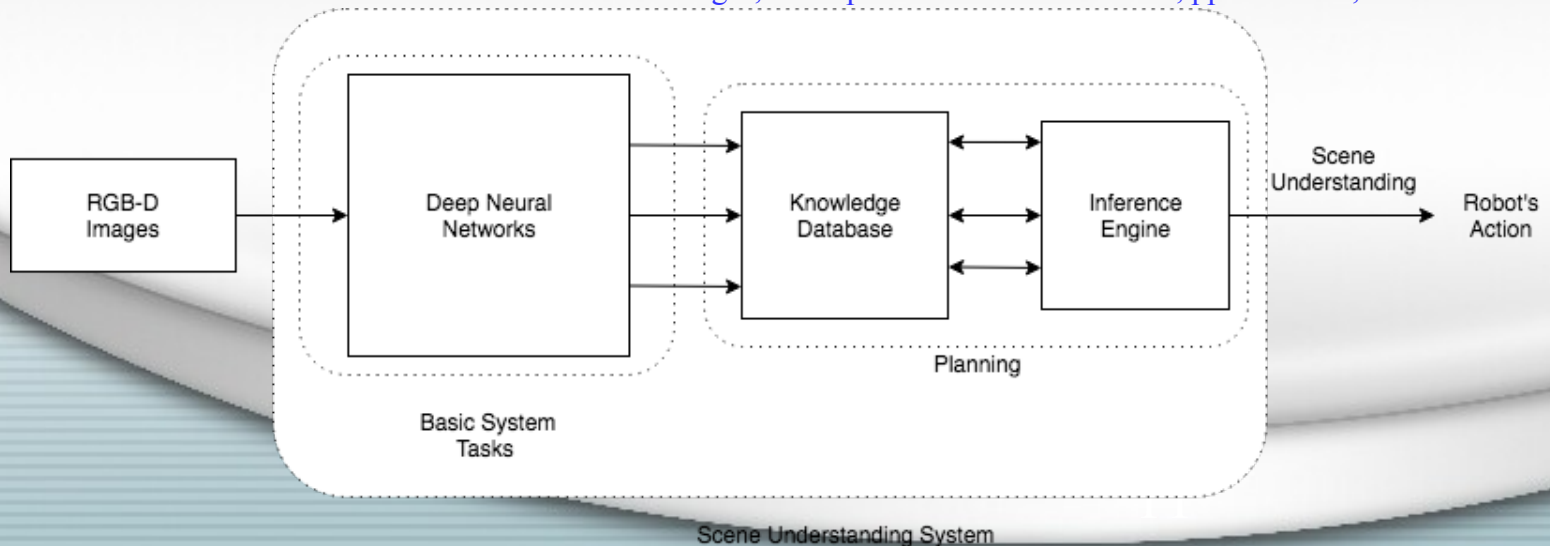 RGB-D
Images
Deep Neural
Networks
Basic System
Tasks
Knowledge
Database
Inference
Engine
Planning
Scene
Understanding
Robot's
Action
Scene Understanding System